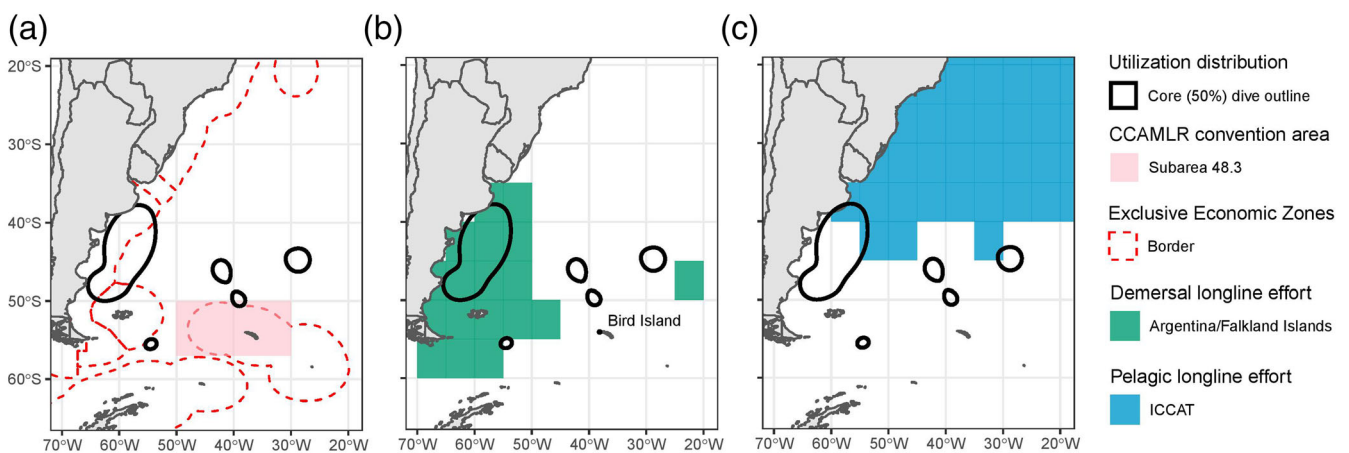 (a)
(b)
(c)
20°S
30°S
40°S
50°S
60°S
70°W 60°W 50°W 40°W 30°W 20°W
Bird Island
70°W 60°W 50°W 40°W 30°W 20°W
70°W 60°W 50°W 40°W 30°W 20°W
Utilization distribution
Core (50%) dive outline
CCAMLR convention area
Subarea 48.3
Exclusive Economic Zones
Border
Demersal longline effort
Argentina/Falkland Islands
Pelagic longline effort
ICCAT